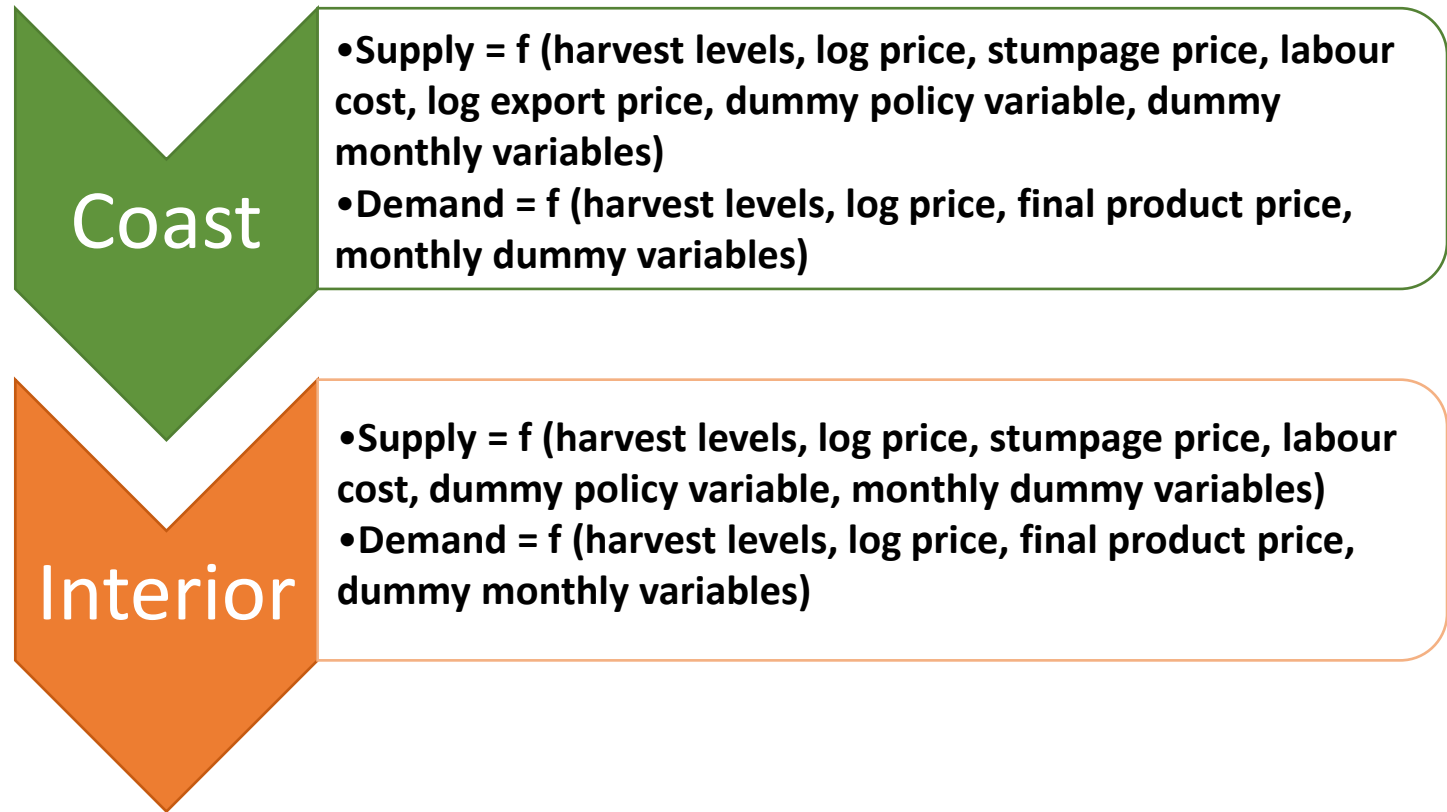 Coast
•Supply = f (harvest levels, log price, stumpage price, labour
cost, log export price, dummy policy variable, dummy
monthly variables)
•Demand = f (harvest levels, log price, final product price,
monthly dummy variables)
Interior
•Supply = f (harvest levels, log price, stumpage price, labour
cost, dummy policy variable, monthly dummy variables)
•Demand = f (harvest levels, log price, final product price,
dummy monthly variables)